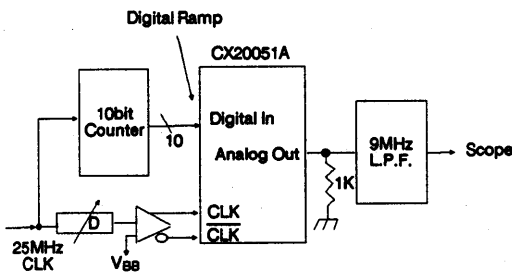 Digital Ramp
CX20051A
10bit
Counter
10
Digital In
Analog Out
9MHz
L.P.F.
Scope
1K
D
CLK
CLK
25MHz
CLK
VBB